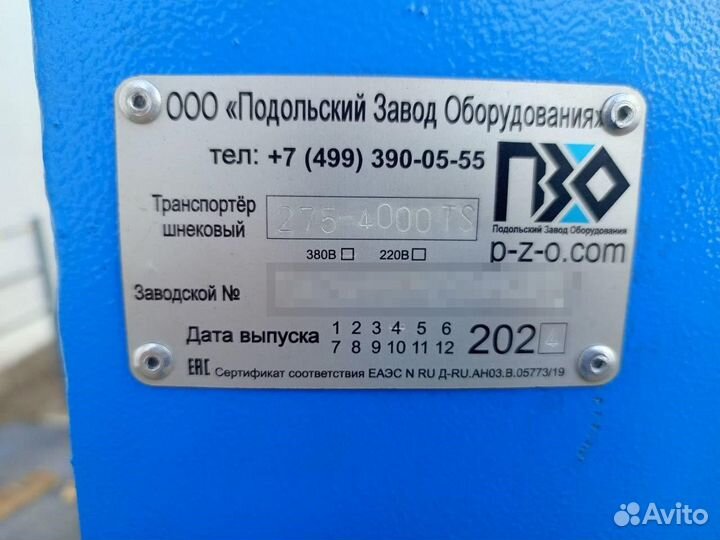 ООО «Подольский Завод Оборудования»
тел: +7 (499) 390-05-55
ПЗО
Подольский Завод Оборудования
p-z-o.com
Транспортёр шнековый
275-4000TS
380В 220В
Заводской №
Дата выпуска
1 2 3 4 5 6
7 8 9 10 11 12
2024
ЕАС Сертификат соответствия ЕАЭС N RU Д-RU.АН03.В.05773/19
Avito